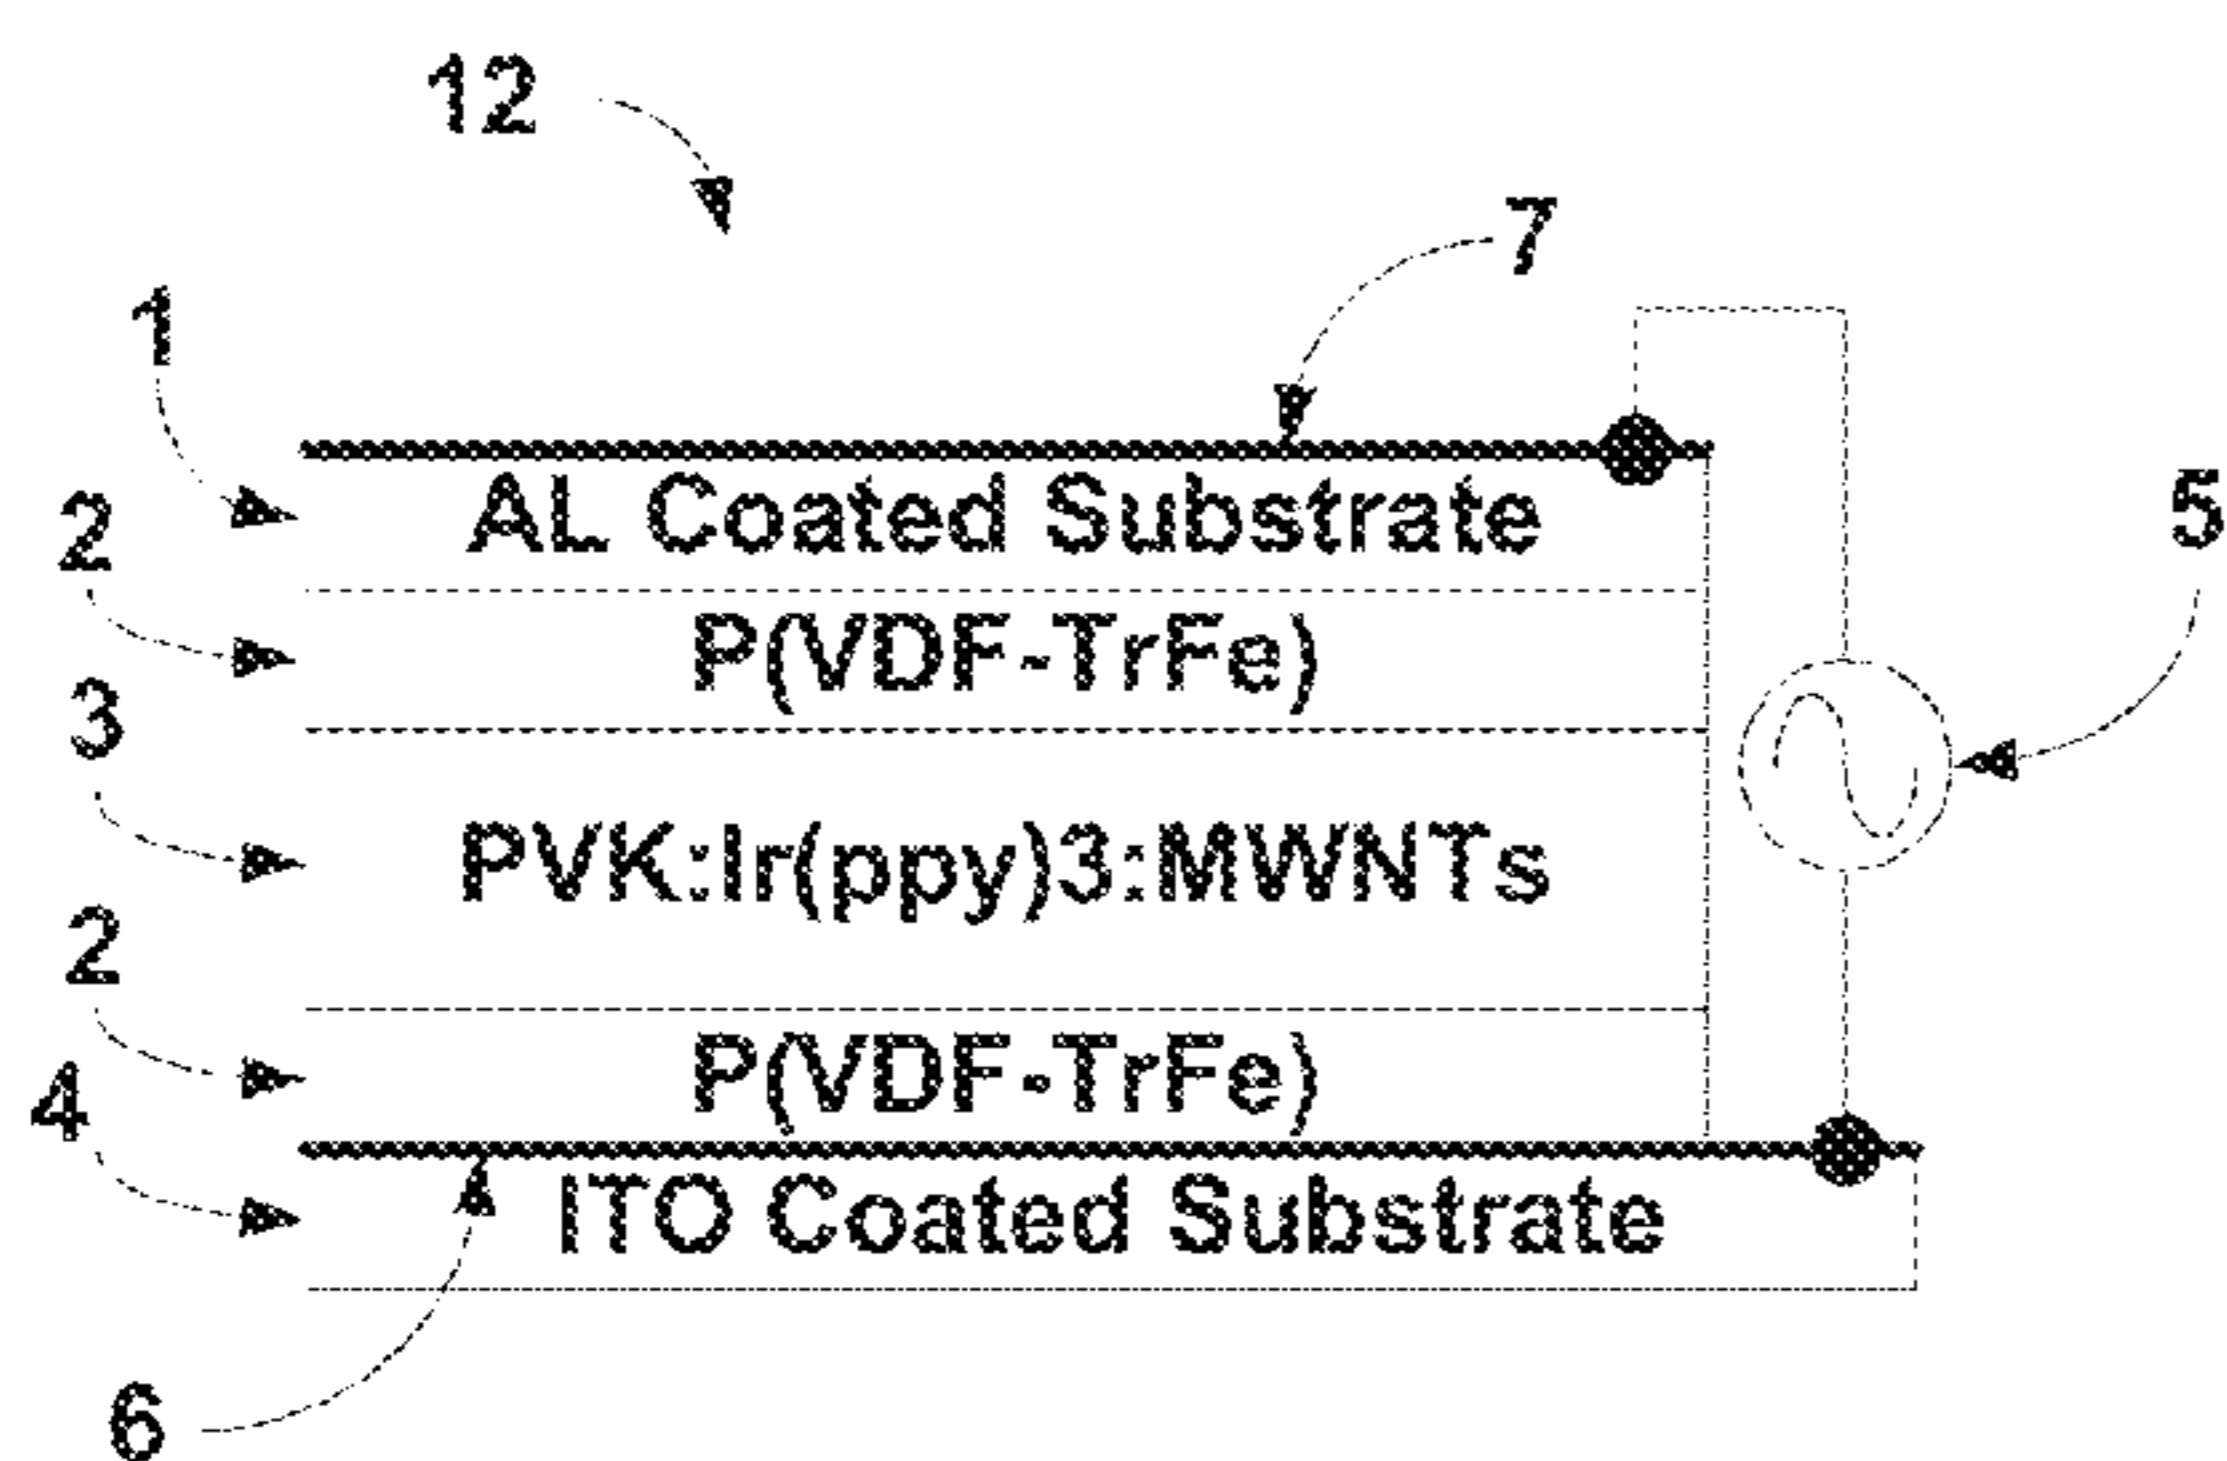 12
7
1
AL Coated Substrate
5
2
P(VDF-TrFe)
3
PVK:Ir(ppy)3:MWNTs
2
P(VDF-TrFe)
4
ITO Coated Substrate
6